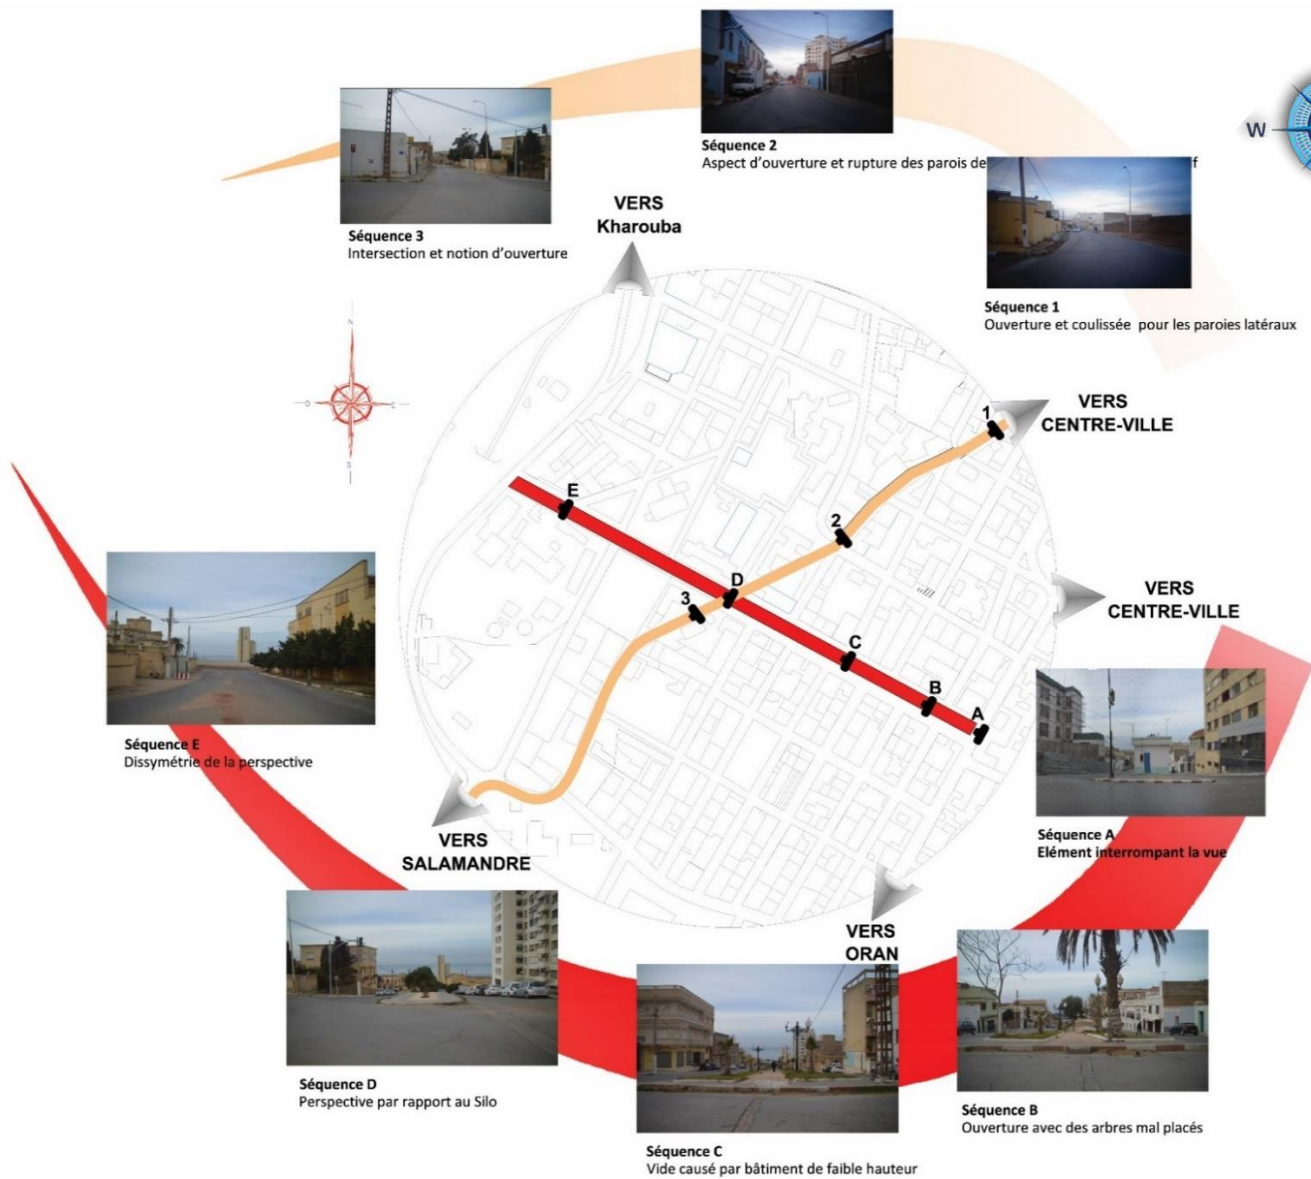 Séquence 2
Aspect d'ouverture et rupture des parois de
W
Séquence 3
Intersection et notion d'ouverture
VERS
Kharouba
Séquence 1
Ouverture et coulissée pour les paroies latéraux
N
S
1
VERS
CENTRE-VILLE
E
2
D
3
VERS
CENTRE-VILLE
C
B
A
Séquence E
Dissymétrie de la perspective
VERS
SALAMANDRE
Séquence A
Elément interrompant la vue
VERS
ORAN
Séquence D
Perspective par rapport au Silo
Séquence B
Ouverture avec des arbres mal placés
Séquence C
Vide causé par bâtiment de faible hauteur